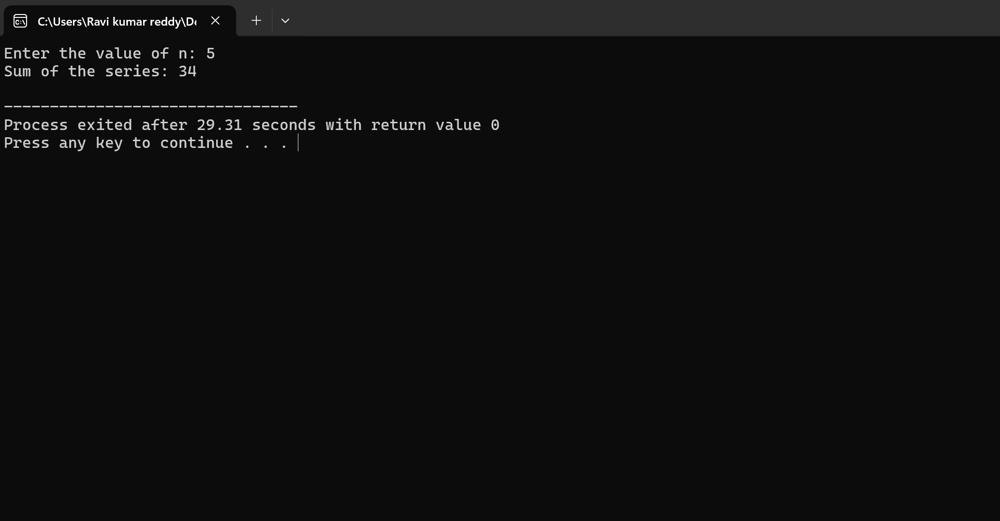 C:\Users\Ravi kumar reddy\De
Enter the value of n: 5
Sum of the series: 34
--------------------------------
Process exited after 29.31 seconds with return value 0
Press any key to continue . . .